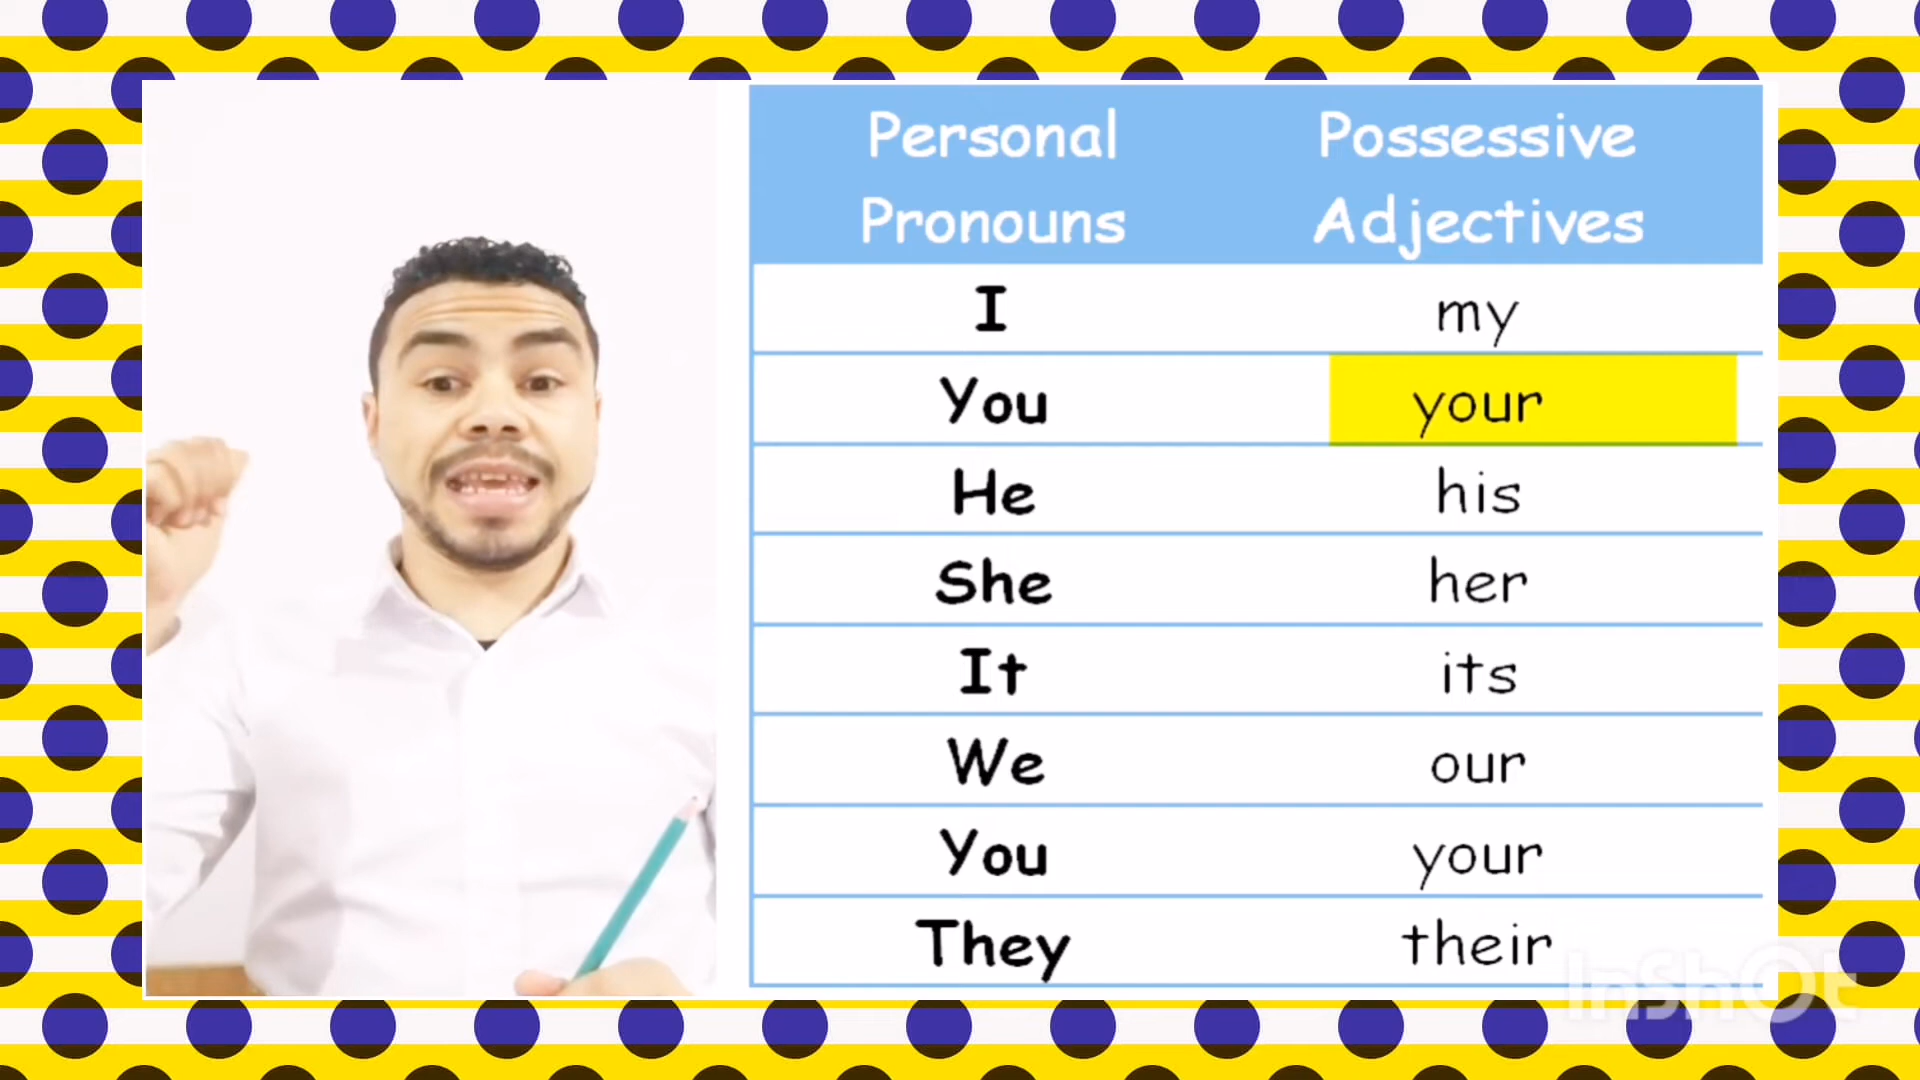 Personal Possessive
Pronouns Adjectives
I my
You your
He his
She her
It its
We our
You your
They their
InShOt